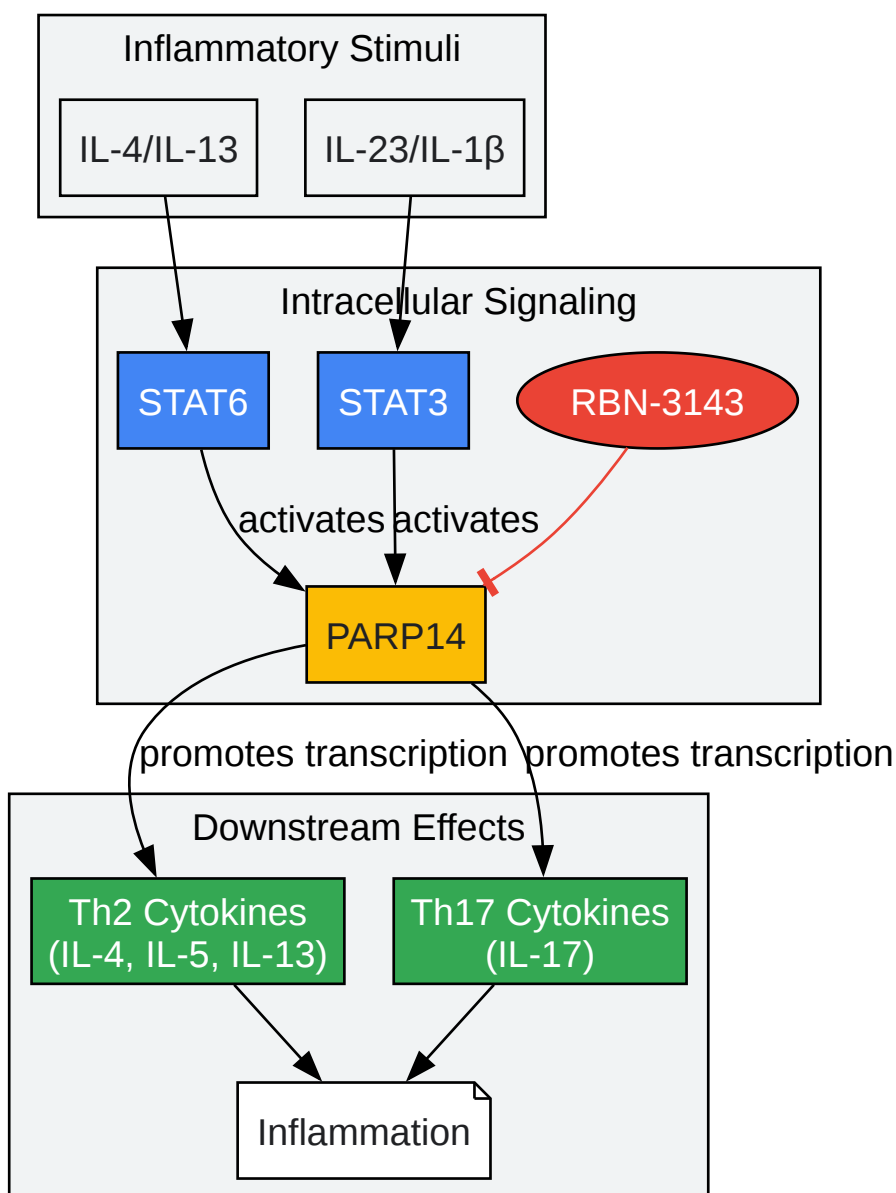 Inflammatory Stimuli
IL-4/IL-13
IL-23/IL-1β
Intracellular Signaling
STAT6
STAT3
RBN-3143
activates
activates
PARP14
promotes transcription
promotes transcription
Downstream Effects
Th2 Cytokines
(IL-4, IL-5, IL-13)
Th17 Cytokines
(IL-17)
Inflammation